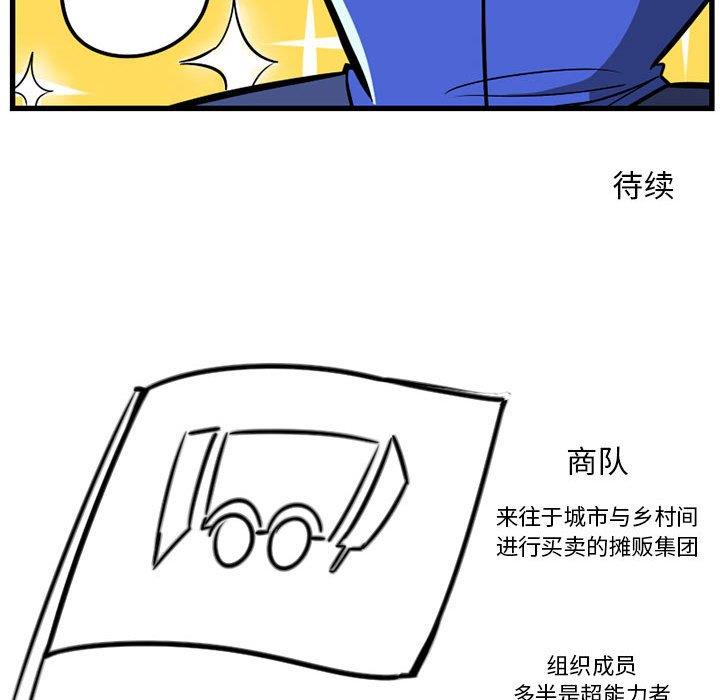 待续
商队
来往于城市与乡村间
进行买卖的摊贩集团
组织成员
多半是超能力者